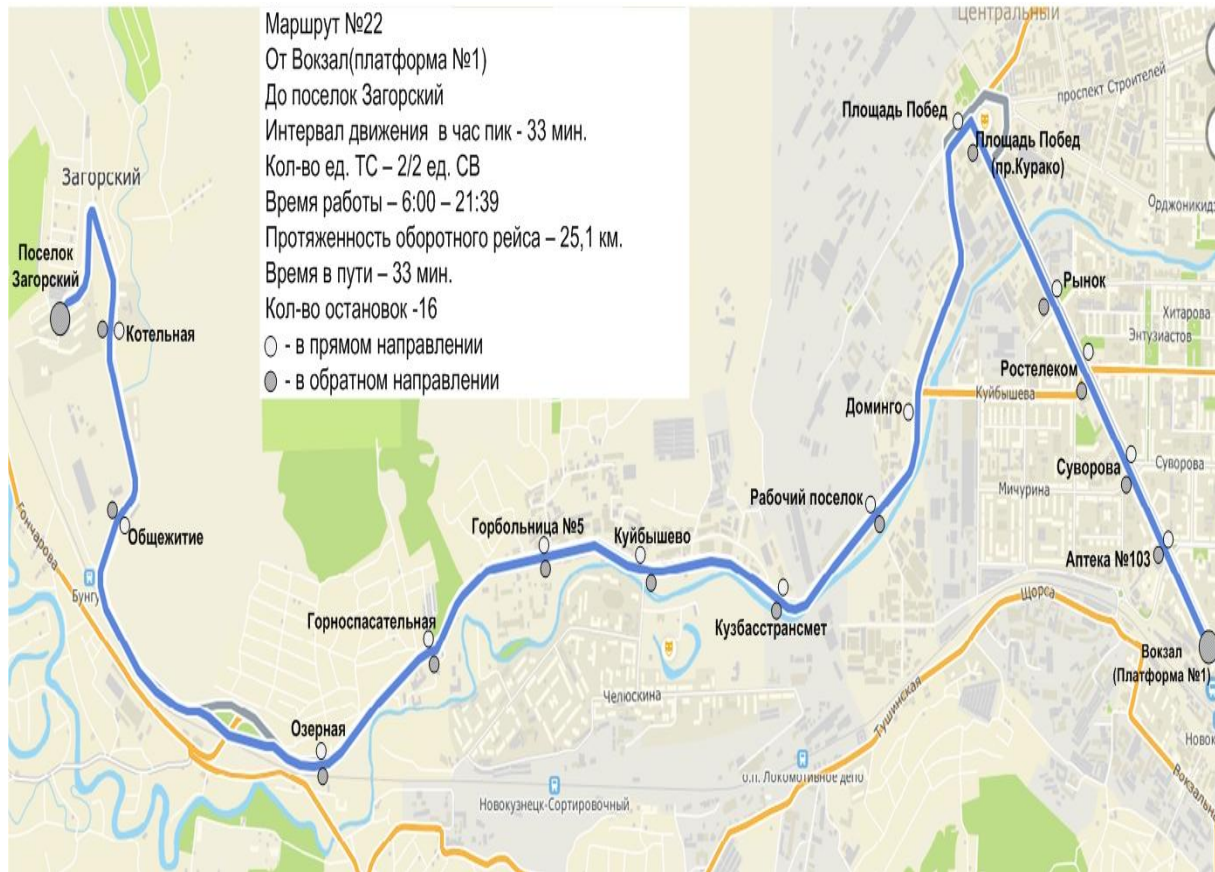 Маршрут №22
От Вокзал(платформа №1)
До поселок Загорский
Интервал движения в час пик - 33 мин.
Кол-во ед. ТС – 2/2 ед. СВ
Время работы – 6:00 – 21:39
Протяженность оборотного рейса – 25,1 км.
Время в пути – 33 мин.
Кол-во остановок -16
- в прямом направлении
- в обратном направлении
Центральный
проспект Строителей
Площадь Побед
Площадь Побед
(пр.Курако)
Загорский
Орджоникидз
Поселок
Загорский
Рынок
Хитарова
Котельная
Энтузиастов
Ростелеком
Куйбышева
Доминго
Суворова
Суворова
Мичурина
Рабочий поселок
Гончарова
Общежитие
Горбольница №5
Куйбышево
Аптека №103
Бунгу
Щорса
Горноспасательная
Кузбасстрансмет
Вокзал
(Платформа №1)
Челюскина
Тушинская
Озерная
Новок
о.п. Локомотивное депо
Новокузнецк-Сортировочный
Вокзальна